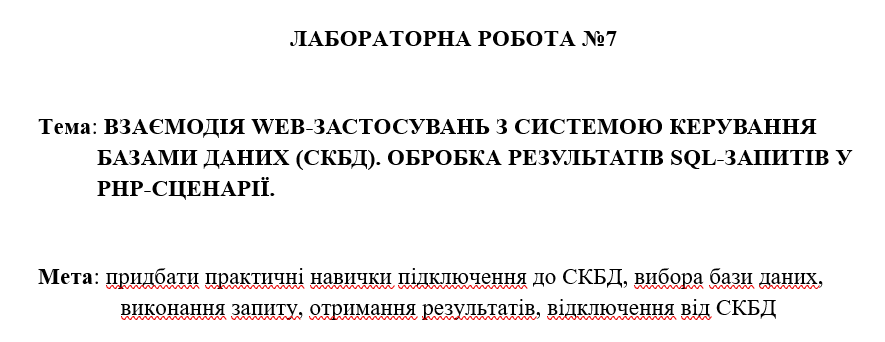 ЛАБОРАТОРНА РОБОТА №7
Тема: ВЗАЄМОДІЯ WEB-ЗАСТОСУВАНЬ З СИСТЕМОЮ КЕРУВАННЯ
БАЗАМИ ДАНИХ (СКБД). ОБРОБКА РЕЗУЛЬТАТІВ SQL-ЗАПИТІВ У
PHP-СЦЕНАРІЇ.
Мета: придбати практичні навички підключення до СКБД, вибора бази даних,
виконання запиту, отримання результатів, відключення від СКБД